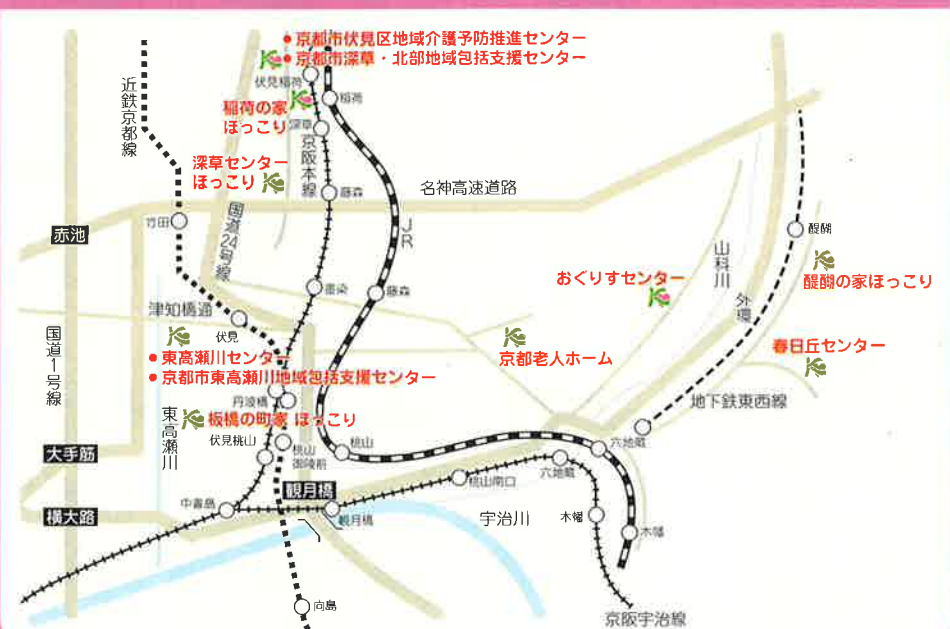 ● 京都市伏見区地域介護予防推進センター
● 京都市深草・北部地域包括支援センター
伏見稲荷
稲荷の家
ほっこり
稲荷
深草
近鉄京都線
京阪本線
深草センター
ほっこり
藤森
名神高速道路
竹田
赤池
国道24号線
JR
醍醐
山科川
外環
醍醐の家ほっこり
おぐりすセンター
墨染
藤森
津知橋通
伏見
国道1号線
京都老人ホーム
春日丘センター
● 東高瀬川センター
● 京都市東高瀬川地域包括支援センター
丹波橋
地下鉄東西線
東高瀬川
板橋の町家 ほっこり
伏見桃山
桃山
御陵前
桃山
六地蔵
大手筋
六地蔵
桃山南口
観月橋
中書島
横大路
観月橋
宇治川
木幡
木幡
向島
京阪宇治線